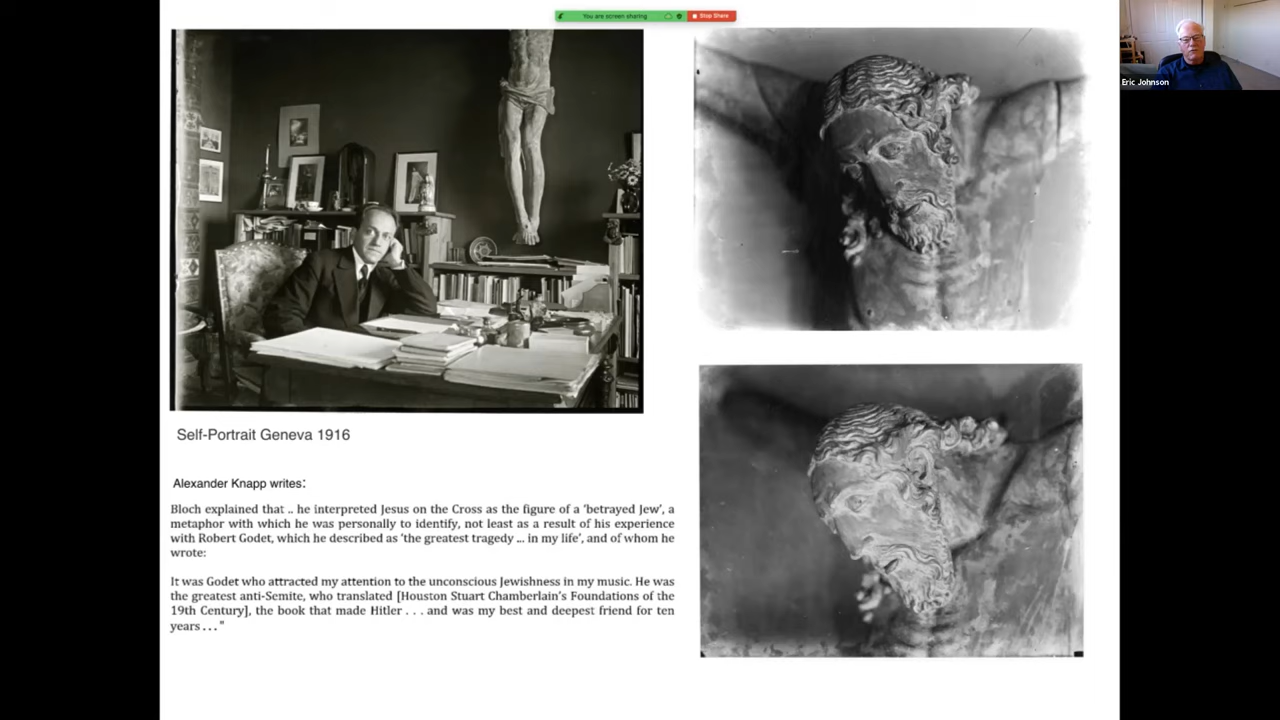 You are screen sharing
Stop Share
Eric Johnson
Self-Portrait Geneva 1916
Alexander Knapp writes:
Bloch explained that .. he interpreted Jesus on the Cross as the figure of a ‘betrayed Jew’, a
metaphor with which he was personally to identify, not least as a result of his experience
with Robert Godet, which he described as ‘the greatest tragedy ... in my life’, and of whom he
wrote:
It was Godet who attracted my attention to the unconscious Jewishness in my music. He was
the greatest anti-Semite, who translated [Houston Stuart Chamberlain’s Foundations of the
19th Century], the book that made Hitler . . . and was my best and deepest friend for ten
years . . . "